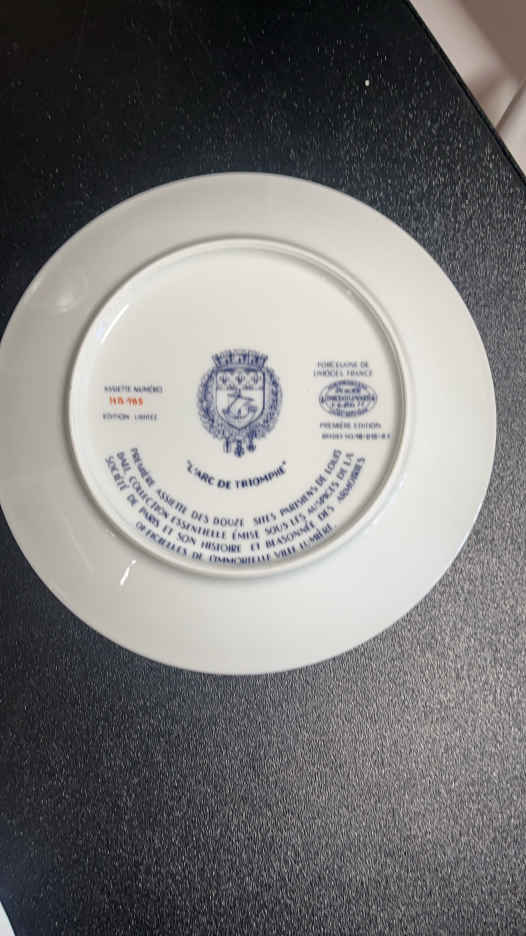 ASSIETTE NUMÉRO
ÉDITION LIMITÉE
PORCELAINE DE
LIMOGES, FRANCE
PREMIÈRE EDITION
"L'ARC DE TRIOMPHE"
PREMIÈRE ASSIETTE DES DOUZE SITES PARISIENS DE LOUIS
DALI, COLLECTION ESSENTIELLE ÉMISE SOUS LES AUSPICES DE LA
SOCIÉTÉ DE PARIS ET SON HISTOIRE ET BLASONNÉE DES ARMOIRIES
OFFICIELLES DE L'IMMORTELLE VILLE LUMIÈRE.